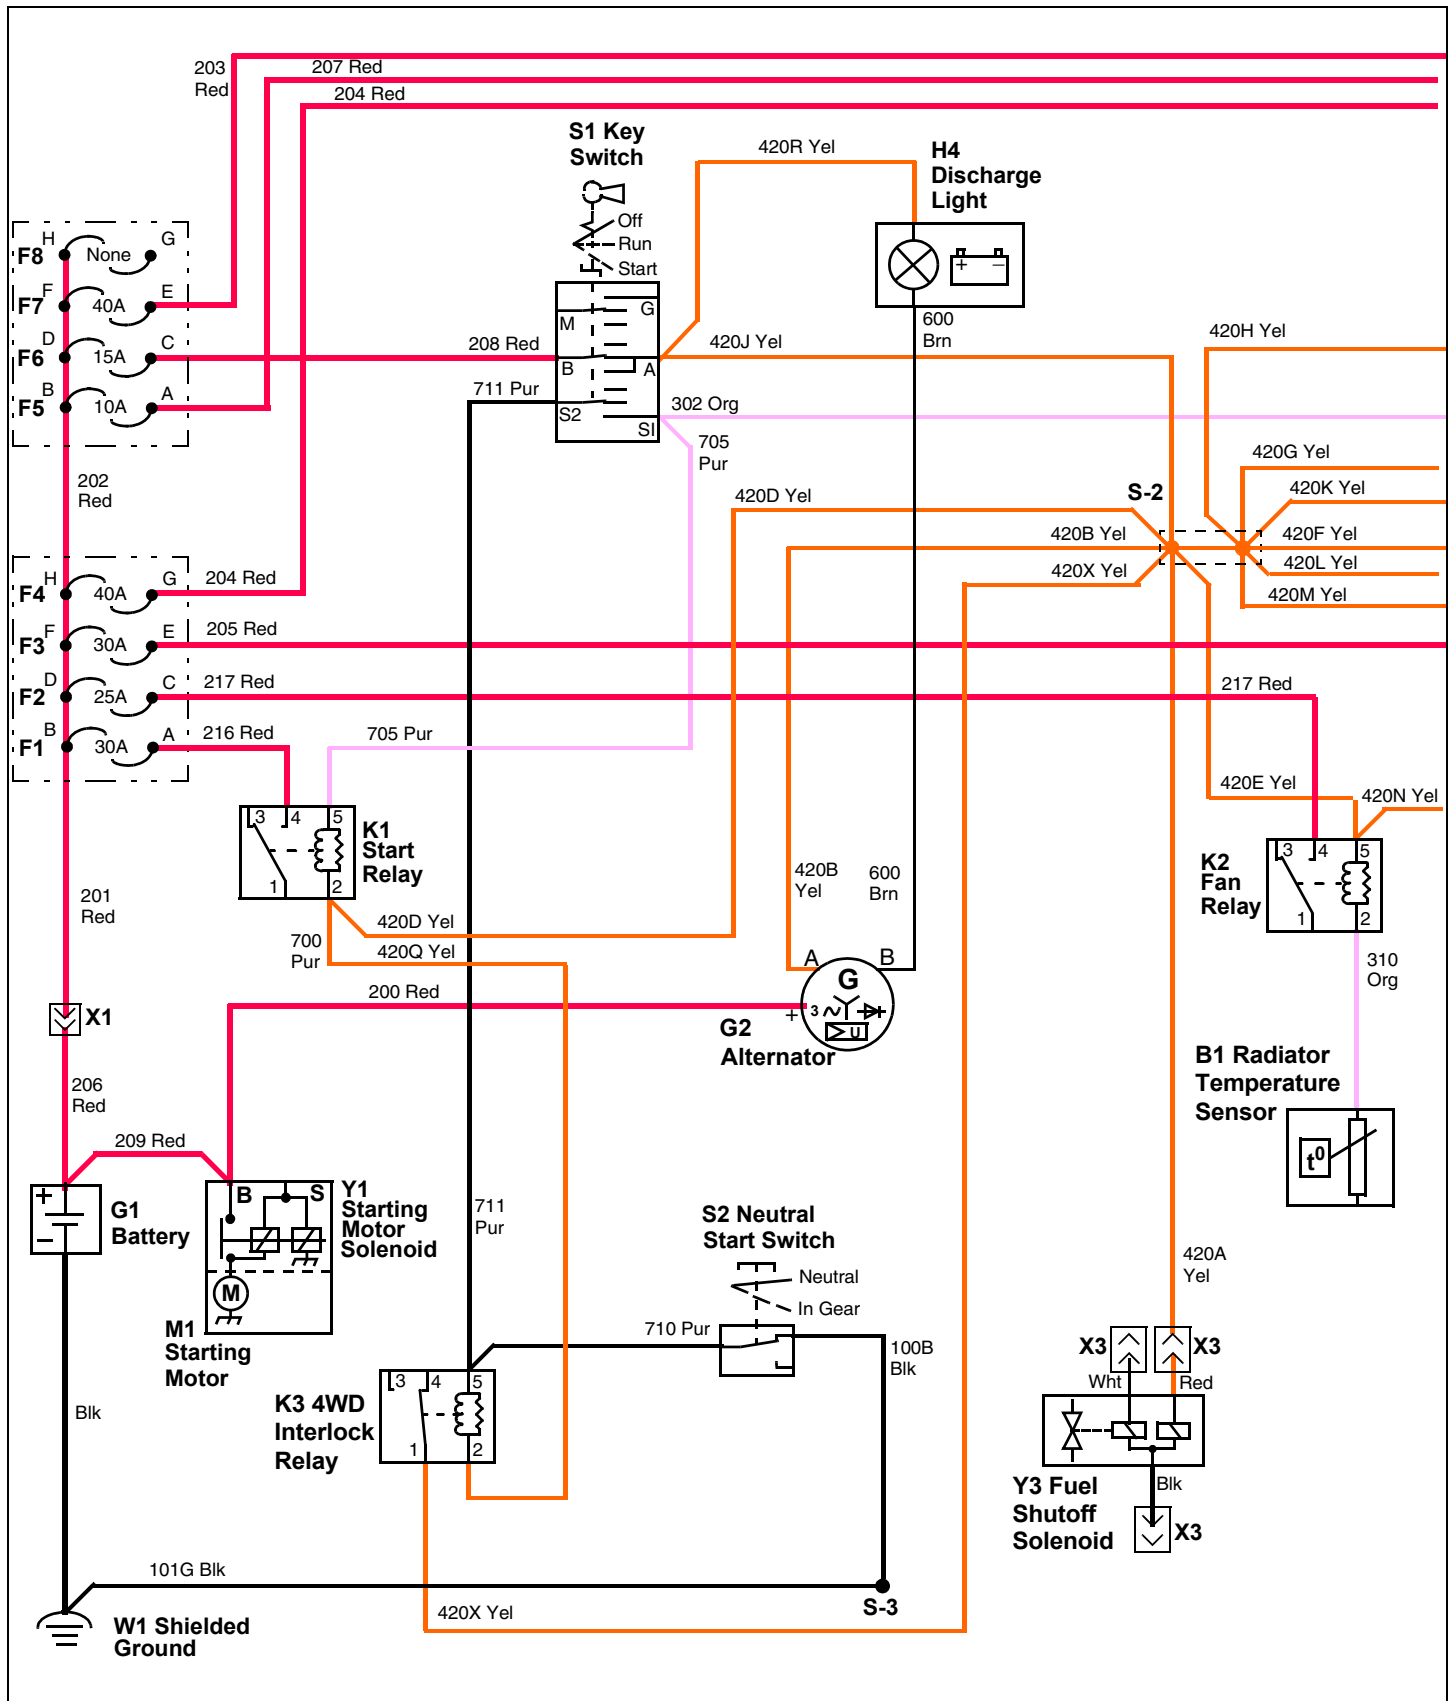 203
Red
207 Red
204 Red
S1 Key
Switch
Off
Run
Start
420R Yel
H4
Discharge
Light
+ −
H
G
F8
None
F
E
F7
40A
D
C
F6
15A
B
A
F5
10A
208 Red
711 Pur
M
G
B
A
S2
SI
420J Yel
600
Brn
302 Org
705
Pur
420H Yel
202
Red
420D Yel
S-2
420G Yel
420K Yel
420B Yel
420F Yel
420X Yel
420L Yel
420M Yel
H
G
F4
40A
204 Red
F
E
F3
30A
205 Red
D
C
F2
25A
217 Red
217 Red
B
A
F1
30A
216 Red
705 Pur
420E Yel
420N Yel
3 4 5
1 2
K1
Start
Relay
3 4 5
1 2
K2
Fan
Relay
201
Red
420B
Yel
600
Brn
420D Yel
700
Pur
420Q Yel
310
Org
200 Red
A
B
G
3
U
+
G2
Alternator
X1
B1 Radiator
Temperature
Sensor
t0
206
Red
209 Red
+
−
G1
Battery
B
S
M
Y1
Starting
Motor
Solenoid
M1
Starting
Motor
711
Pur
S2 Neutral
Start Switch
Neutral
In Gear
710 Pur
100B
Blk
420A
Yel
X3
X3
Wht
Red
K3 4WD
Interlock
Relay
3 4 5
1 2
Blk
Y3 Fuel
Shutoff
Solenoid
Blk
X3
101G Blk
S-3
420X Yel
W1 Shielded
Ground